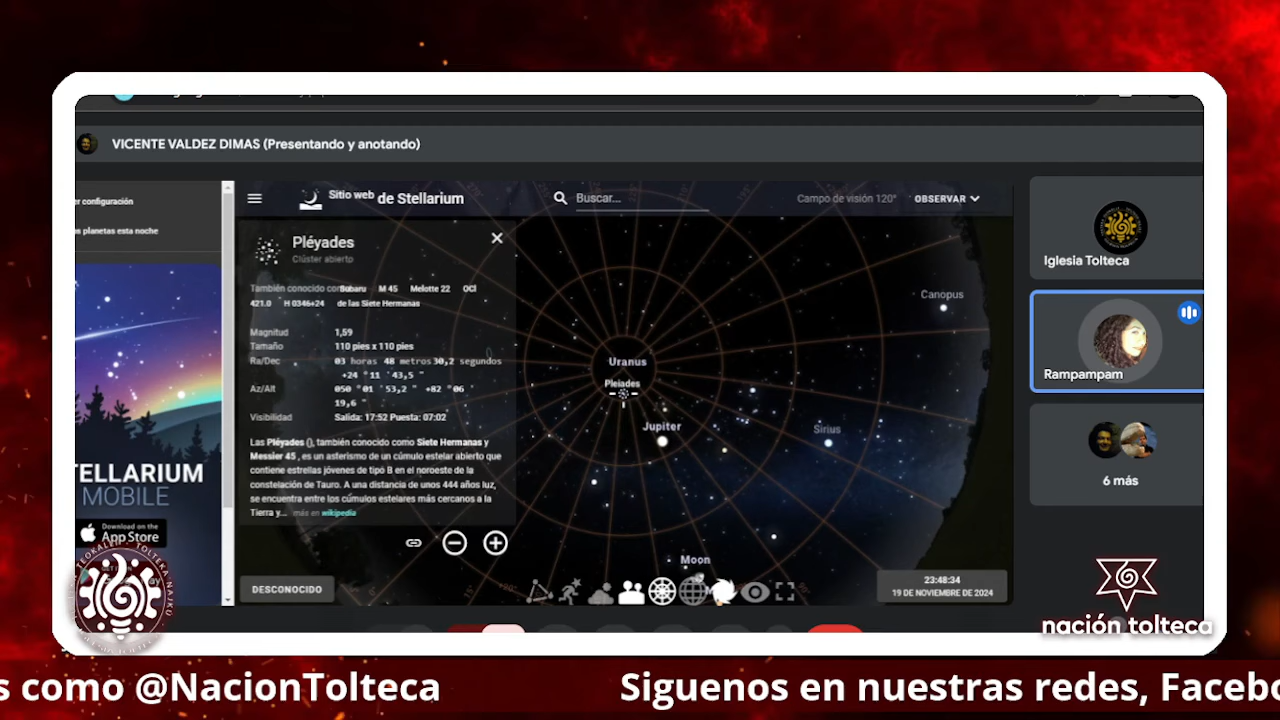 VICENTE VALDEZ DIMAS (Presentando y anotando)
er configuración
s planetas esta noche
TELLARIUM
MOBILE
Download on the
App Store
Sitio web de Stellarium
Buscar...
Campo de visión 120°
OBSERVAR
Pléyades
Clúster abierto
También conocido Subaru M 45 Melotte 22 OCl
421.0 H 0346+24 de las Siete Hermanas
Magnitud 1,59
Tamaño 110 pies x 110 pies
Ra/Dec 03 horas 48 metros 30,2 segundos
+24 ° 11 ' 43,5 "
Az/Alt 050 ° 01 ' 53,2 " +82 ° 06
19,6 "
Visibilidad Salida: 17:52 Puesta: 07:02
Las Pléyades (), también conocido como Siete Hermanas y
Messier 45 , es un asterismo de un cúmulo estelar abierto que
contiene estrellas jóvenes de tipo B en el noroeste de la
constelación de Tauro. A una distancia de unos 444 años luz,
se encuentra entre los cúmulos estelares más cercanos a la
Tierra y... más en wikipedia
DESCONOCIDO
Canopus
Uranus
Pleiades
Jupiter
Sirius
Moon
23:48:34
19 DE NOVIEMBRE DE 2024
Iglesia Tolteca
Rampampam
6 más
nación tolteca
s como @NacionTolteca
Siguenos en nuestras redes, Facebo